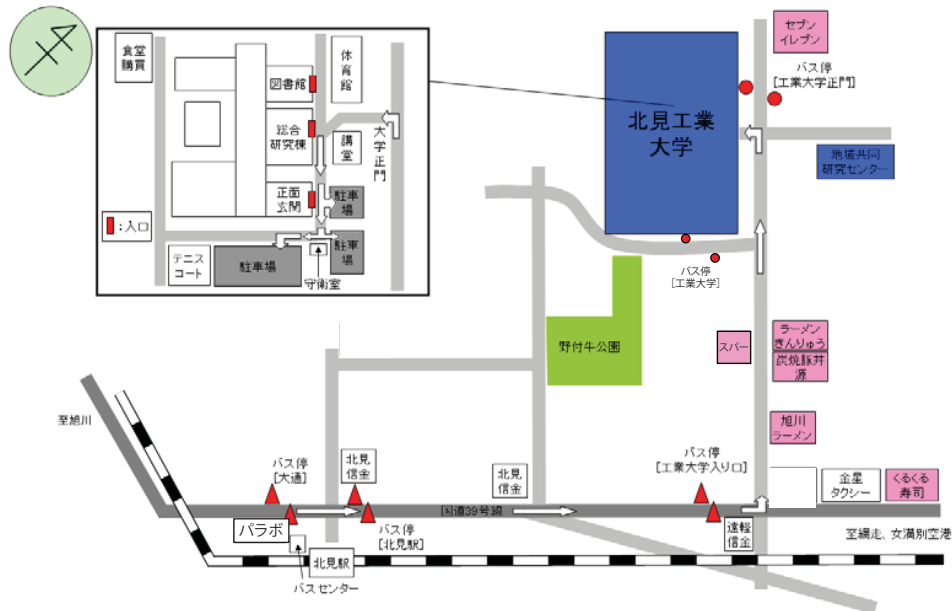 食堂
購買
図書館
体
育
館
総合
研究棟
講
堂
大
学
正
門
正面
玄関
駐車
場
:入口
テニス
コート
駐車場
駐車
場
守衛室
セブン
イレブン
バス停
[工業大学正門]
北見工業
大学
地域共同
研究センター
バス停
[工業大学]
野付牛公園
スパー
ラーメン
きんりゅう
炭焼豚丼
源
旭川
ラーメン
至旭川
バス停
[大通]
北見
信金
北見
信金
バス停
[工業大学入り口]
金星
タクシー
くるくる
寿司
国道39号線
パラボ
バス停
[北見駅]
遠軽
信金
至網走、女満別空港
北見駅
バスセンター